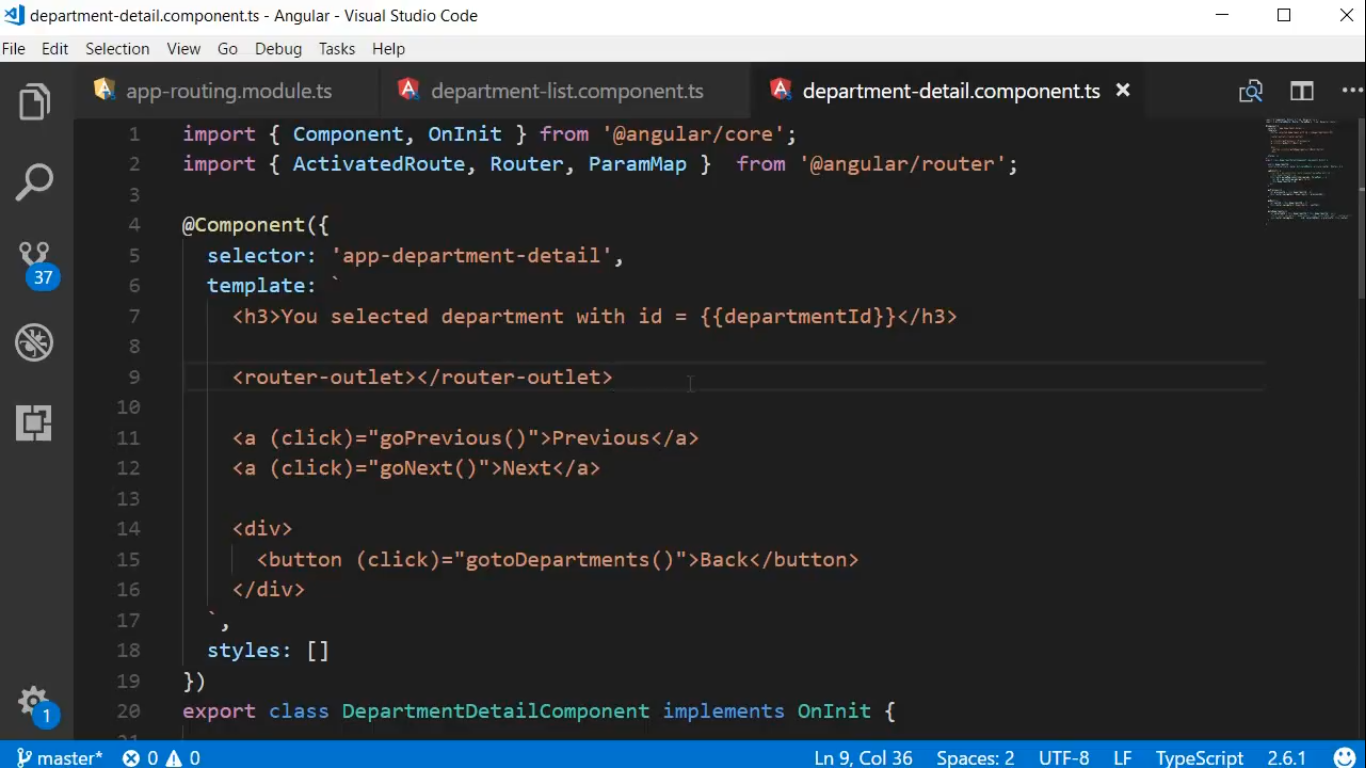 department-detail.component.ts - Angular - Visual Studio Code
File Edit Selection View Go Debug Tasks Help
app-routing.module.ts department-list.component.ts department-detail.component.ts
1 import { Component, OnInit } from '@angular/core';
2 import { ActivatedRoute, Router, ParamMap }  from '@angular/router';
3
4 @Component({
5   selector: 'app-department-detail',
6   template: `
7     <h3>You selected department with id = {{departmentId}}</h3>
8
9     <router-outlet></router-outlet>
10
11     <a (click)="goPrevious()">Previous</a>
12     <a (click)="goNext()">Next</a>
13
14     <div>
15       <button (click)="gotoDepartments()">Back</button>
16     </div>
17   `,
18   styles: []
19 })
20 export class DepartmentDetailComponent implements OnInit {
37
1
master* 0 0 Ln 9, Col 36 Spaces: 2 UTF-8 LF TypeScript 2.6.1